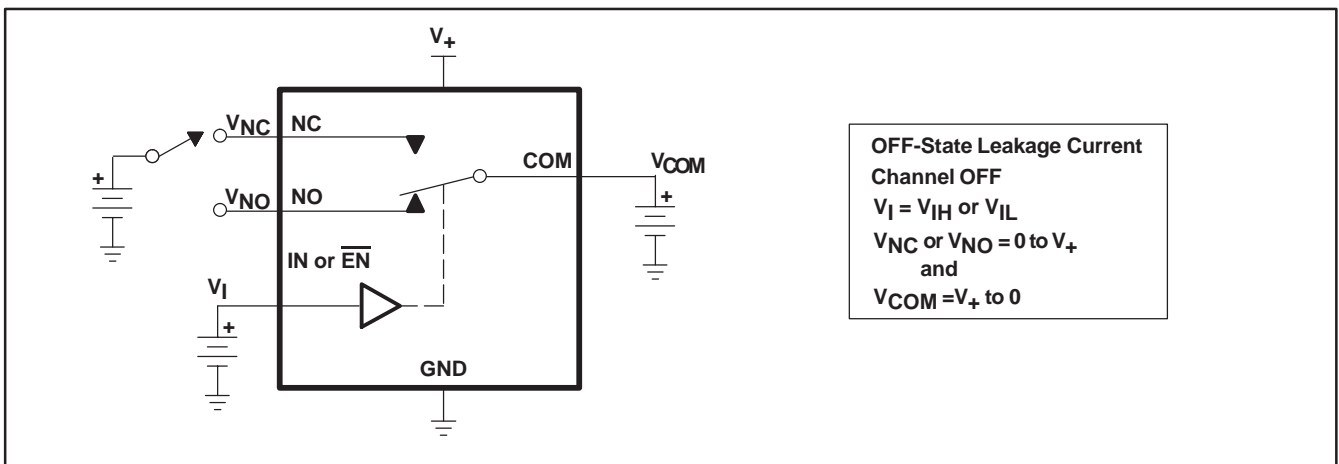 V+
VNC NC
COM VCOM
+
VNO NO
+
IN or EN
VI
+
GND
OFF-State Leakage Current
Channel OFF
VI = VIH or VIL
VNC or VNO = 0 to V+
and
VCOM =V+ to 0